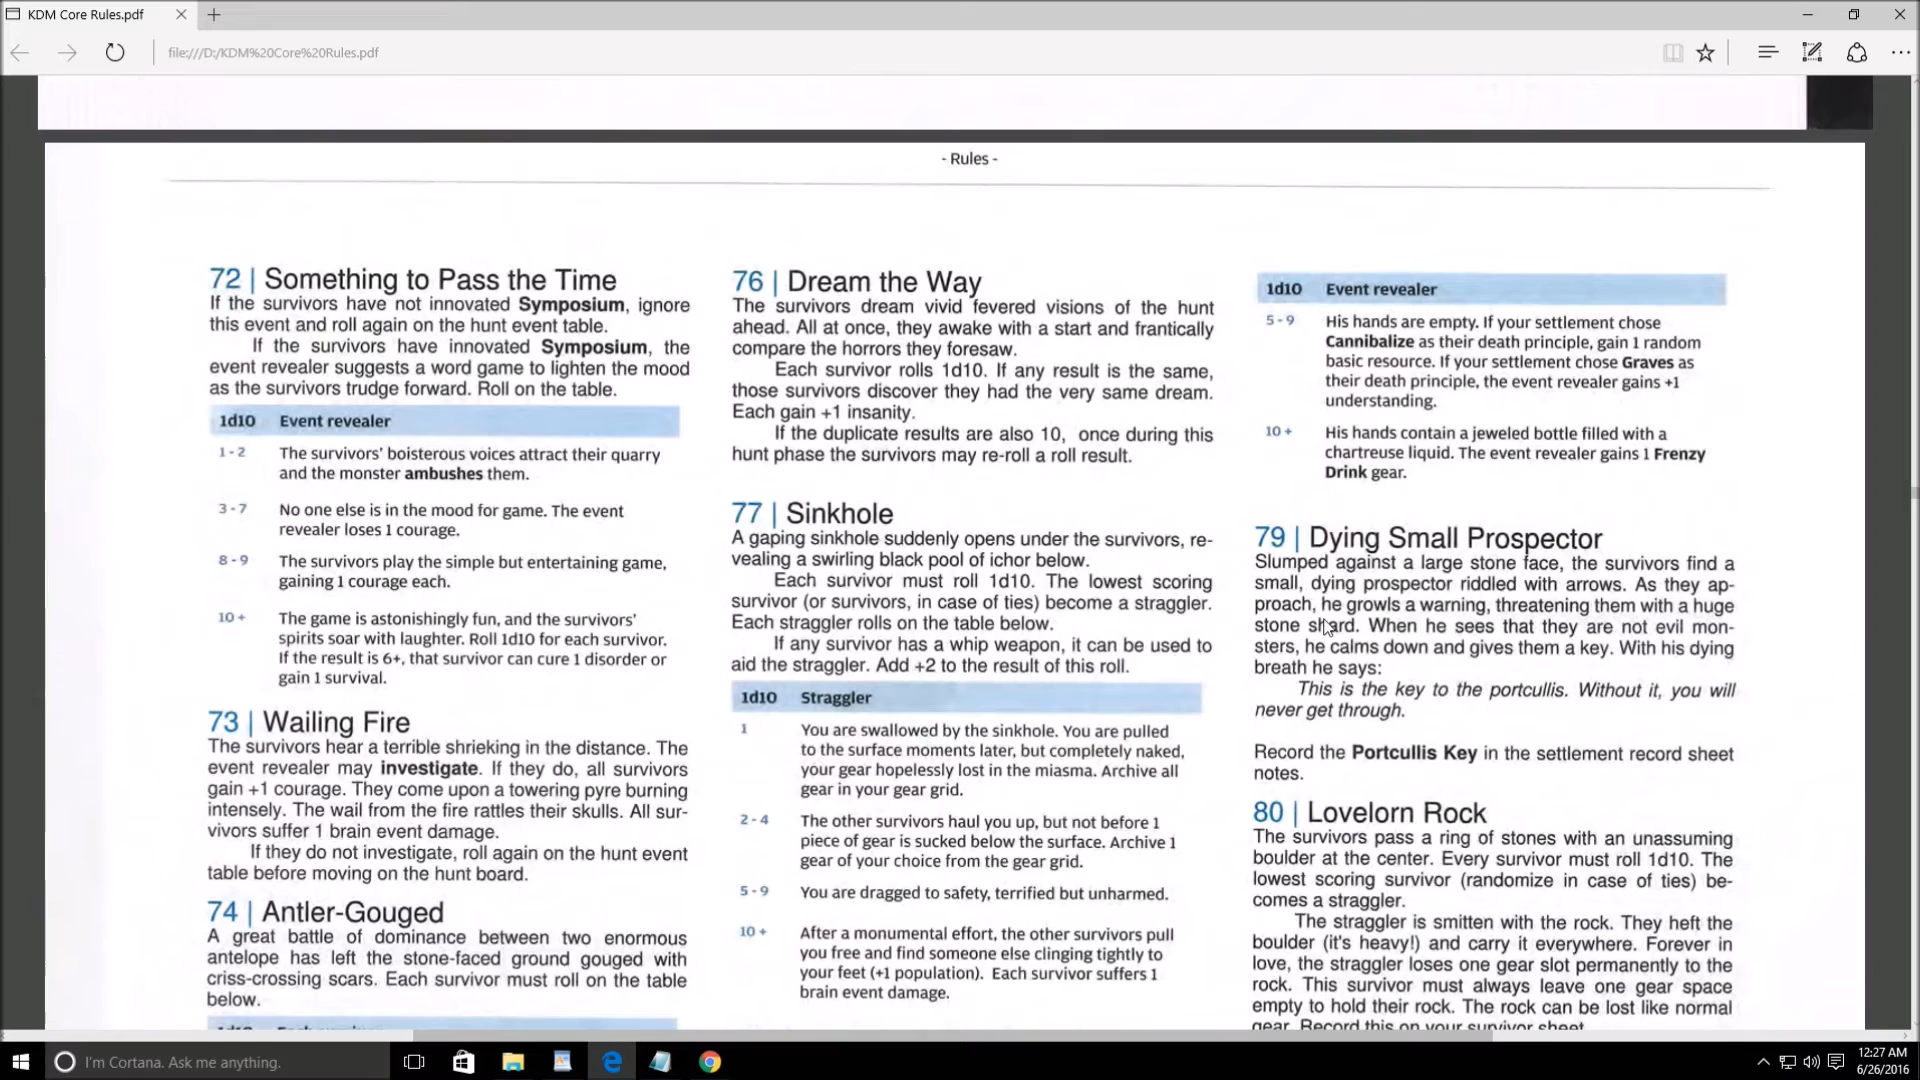 KDM Core Rules.pdf
file:///D:/KDM%20Core%20Rules.pdf
- Rules -
72 | Something to Pass the Time
If the survivors have not innovated Symposium, ignore
this event and roll again on the hunt event table.
If the survivors have innovated Symposium, the
event revealer suggests a word game to lighten the mood
as the survivors trudge forward. Roll on the table.
1d10 Event revealer
1 - 2 The survivors' boisterous voices attract their quarry
and the monster ambushes them.
3 - 7 No one else is in the mood for game. The event
revealer loses 1 courage.
8 - 9 The survivors play the simple but entertaining game,
gaining 1 courage each.
10 + The game is astonishingly fun, and the survivors'
spirits soar with laughter. Roll 1d10 for each survivor.
If the result is 6+, that survivor can cure 1 disorder or
gain 1 survival.
73 | Wailing Fire
The survivors hear a terrible shrieking in the distance. The
event revealer may investigate. If they do, all survivors
gain +1 courage. They come upon a towering pyre burning
intensely. The wail from the fire rattles their skulls. All sur-
vivors suffer 1 brain event damage.
If they do not investigate, roll again on the hunt event
table before moving on the hunt board.
74 | Antler-Gouged
A great battle of dominance between two enormous
antelope has left the stone-faced ground gouged with
criss-crossing scars. Each survivor must roll on the table
below.
76 | Dream the Way
The survivors dream vivid fevered visions of the hunt
ahead. All at once, they awake with a start and frantically
compare the horrors they foresaw.
Each survivor rolls 1d10. If any result is the same,
those survivors discover they had the very same dream.
Each gain +1 insanity.
If the duplicate results are also 10, once during this
hunt phase the survivors may re-roll a roll result.
77 | Sinkhole
A gaping sinkhole suddenly opens under the survivors, re-
vealing a swirling black pool of ichor below.
Each survivor must roll 1d10. The lowest scoring
survivor (or survivors, in case of ties) become a straggler.
Each straggler rolls on the table below.
If any survivor has a whip weapon, it can be used to
aid the straggler. Add +2 to the result of this roll.
1d10 Straggler
1 You are swallowed by the sinkhole. You are pulled
to the surface moments later, but completely naked,
your gear hopelessly lost in the miasma. Archive all
gear in your gear grid.
2 - 4 The other survivors haul you up, but not before 1
piece of gear is sucked below the surface. Archive 1
gear of your choice from the gear grid.
5 - 9 You are dragged to safety, terrified but unharmed.
10 + After a monumental effort, the other survivors pull
you free and find someone else clinging tightly to
your feet (+1 population). Each survivor suffers 1
brain event damage.
1d10 Event revealer
5 - 9 His hands are empty. If your settlement chose
Cannibalize as their death principle, gain 1 random
basic resource. If your settlement chose Graves as
their death principle, the event revealer gains +1
understanding.
10 + His hands contain a jeweled bottle filled with a
chartreuse liquid. The event revealer gains 1 Frenzy
Drink gear.
79 | Dying Small Prospector
Slumped against a large stone face, the survivors find a
small, dying prospector riddled with arrows. As they ap-
proach, he growls a warning, threatening them with a huge
stone shard. When he sees that they are not evil mon-
sters, he calms down and gives them a key. With his dying
breath he says:
This is the key to the portcullis. Without it, you will
never get through.
Record the Portcullis Key in the settlement record sheet
notes.
80 | Lovelorn Rock
The survivors pass a ring of stones with an unassuming
boulder at the center. Every survivor must roll 1d10. The
lowest scoring survivor (randomize in case of ties) be-
comes a straggler.
The straggler is smitten with the rock. They heft the
boulder (it's heavy!) and carry it everywhere. Forever in
love, the straggler loses one gear slot permanently to the
rock. This survivor must always leave one gear space
empty to hold their rock. The rock can be lost like normal
gear. Record this on your survivor sheet.
I'm Cortana. Ask me anything.
12:27 AM
6/26/2016